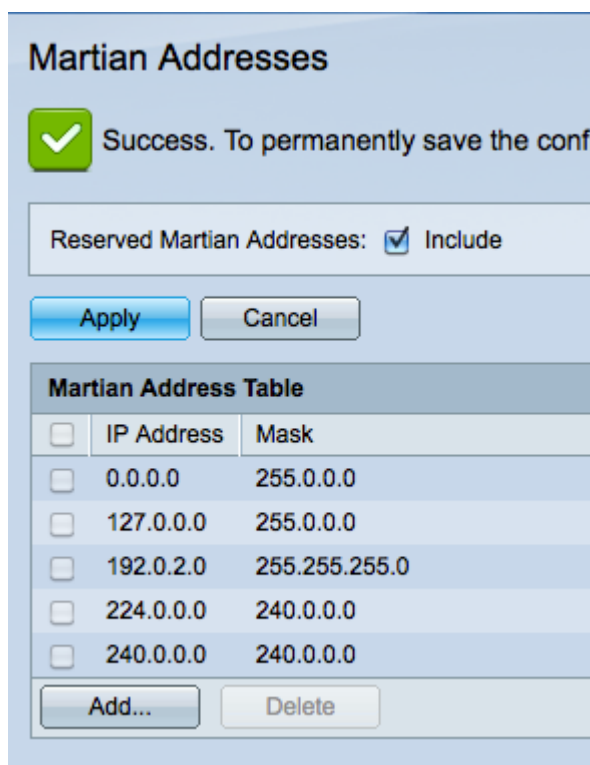 Martian Addresses
Success. To permanently save the conf
Reserved Martian Addresses: Include
Apply Cancel
Martian Address Table
IP Address Mask
0.0.0.0 255.0.0.0
127.0.0.0 255.0.0.0
192.0.2.0 255.255.255.0
224.0.0.0 240.0.0.0
240.0.0.0 240.0.0.0
Add... Delete